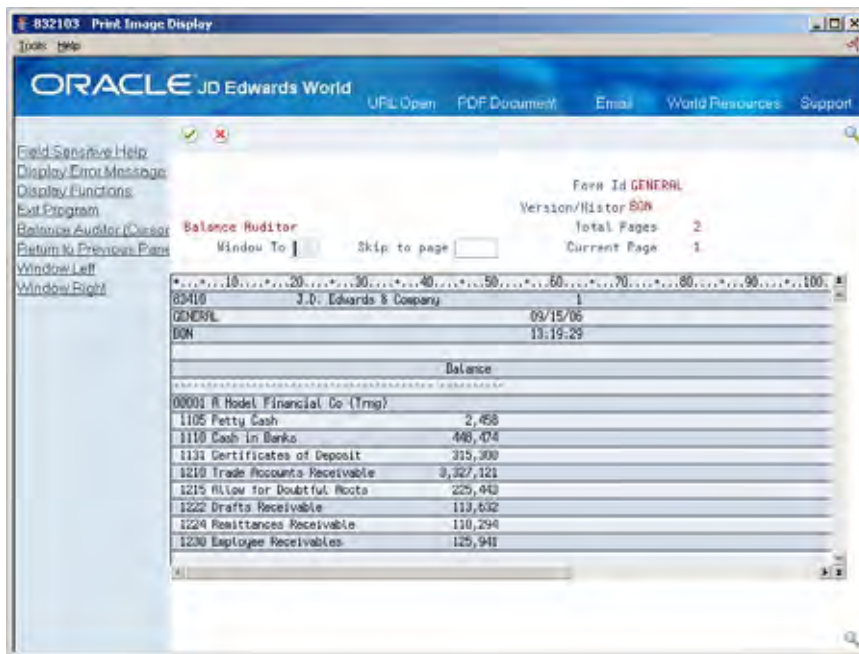 832103 Print Image Display
Tools Help
ORACLE JD Edwards World
URL Open PDF Document Email World Resources Support
Field Sensitive Help
Display Error Message
Display Functions
Exit Program
Balance Auditor (Cursor
Return to Previous Pane
Window Left
Window Right
Form Id GENERAL
Version/Histor BGN
Balance Auditor Total Pages 2
Window To Skip to page Current Page 1
*...*...10...*...20...*...30...*...40...*...50...*...60...*...70...*...80...*...90...*..100.
83410 J.D. Edwards & Company 1
GENERAL 09/15/06
BGN 13:19:29
Balance
00001 A Model Financial Co (Trng)
1105 Petty Cash 2,458
1110 Cash in Banks 448,474
1131 Certificates of Deposit 315,300
1210 Trade Accounts Receivable 3,327,121
1215 Allow for Doubtful Accts 225,443
1222 Drafts Receivable 113,632
1224 Remittances Receivable 110,294
1230 Employee Receivables 125,941